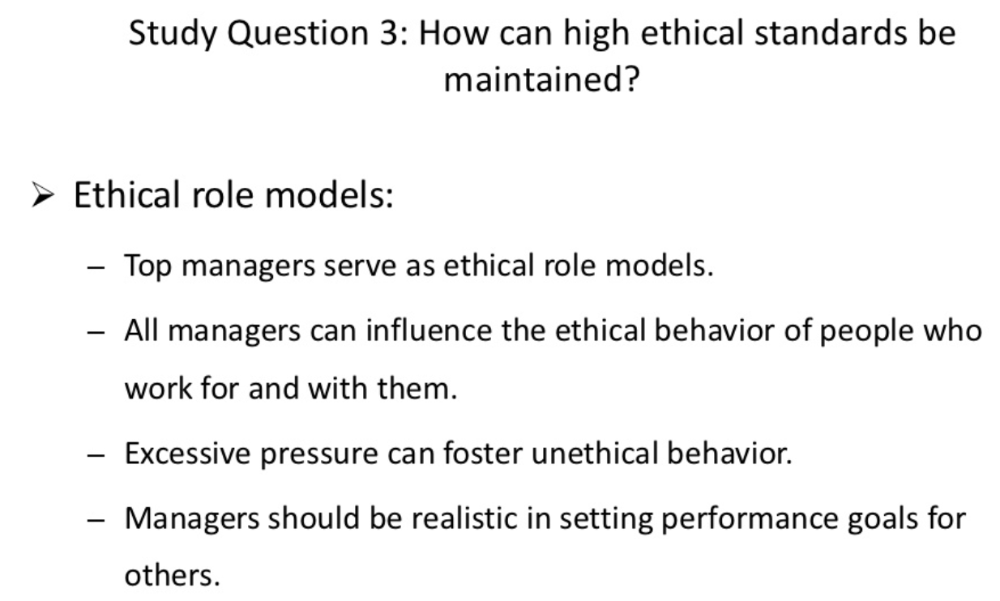 Study Question 3: How can high ethical standards be
maintained?
➢ Ethical role models:
– Top managers serve as ethical role models.
– All managers can influence the ethical behavior of people who
work for and with them.
– Excessive pressure can foster unethical behavior.
– Managers should be realistic in setting performance goals for
others.